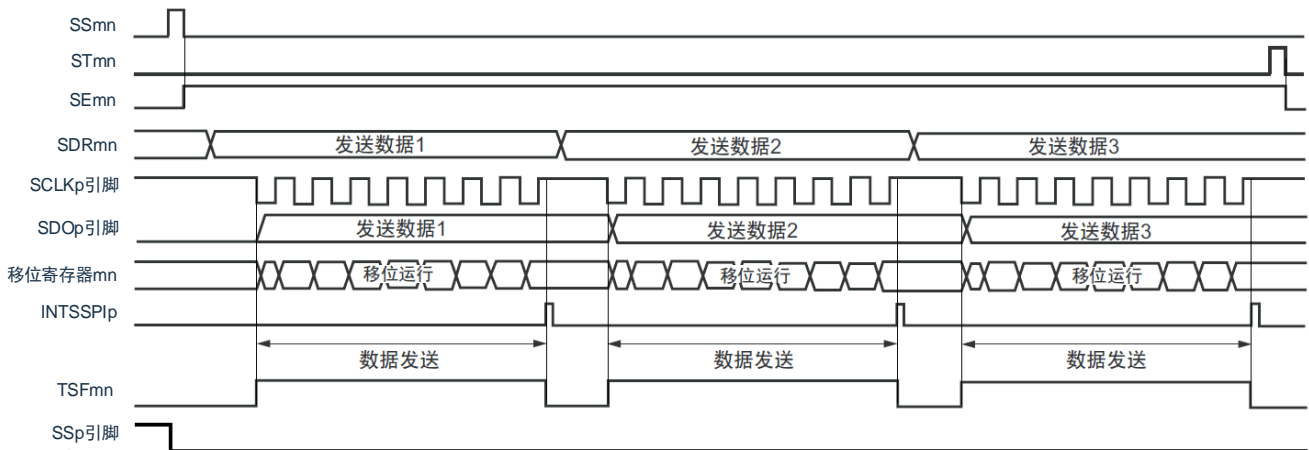 SSmn
STmn
SEmn
SDRmn 发送数据1 发送数据2 发送数据3
SCLKp引脚
SDOp引脚 发送数据1 发送数据2 发送数据3
移位寄存器mn 移位运行 移位运行 移位运行
INTSSPIp
数据发送 数据发送 数据发送
TSFmn
SSp引脚